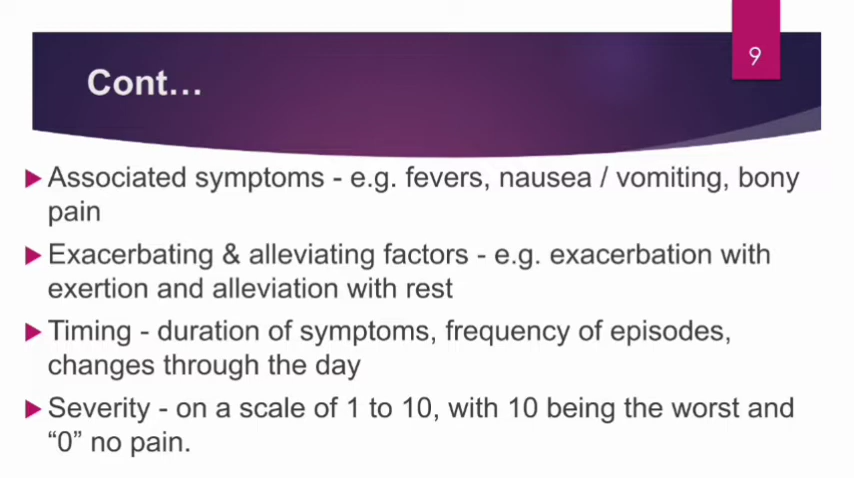 9
Cont…
Associated symptoms - e.g. fevers, nausea / vomiting, bony
pain
Exacerbating & alleviating factors - e.g. exacerbation with
exertion and alleviation with rest
Timing - duration of symptoms, frequency of episodes,
changes through the day
Severity - on a scale of 1 to 10, with 10 being the worst and
“0” no pain.